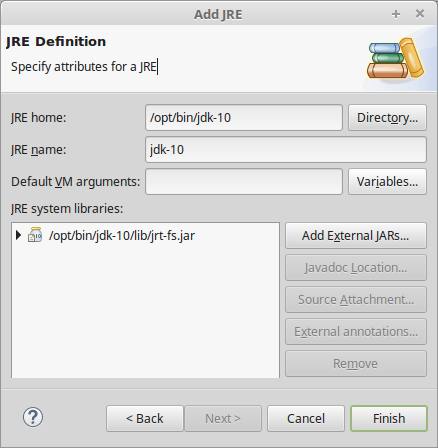 Add JRE
JRE Definition
Specify attributes for a JRE
JRE home:
/opt/bin/jdk-10
Directory...
JRE name:
jdk-10
Default VM arguments:
Variables...
JRE system libraries:
/opt/bin/jdk-10/lib/jrt-fs.jar
Add External JARs...
Javadoc Location...
Source Attachment...
External annotations...
Remove
?
< Back
Next >
Cancel
Finish